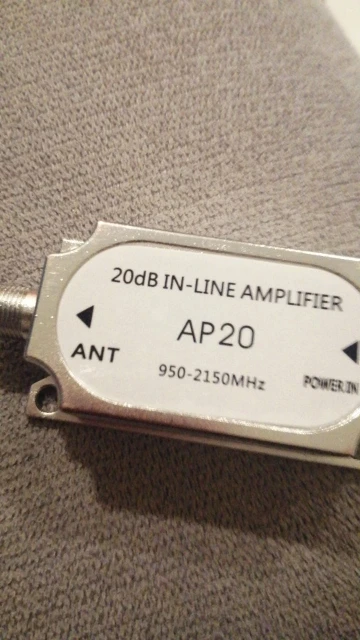 20dB IN-LINE AMPLIFIER
AP20
ANT
950-2150MHz
POWER.IN